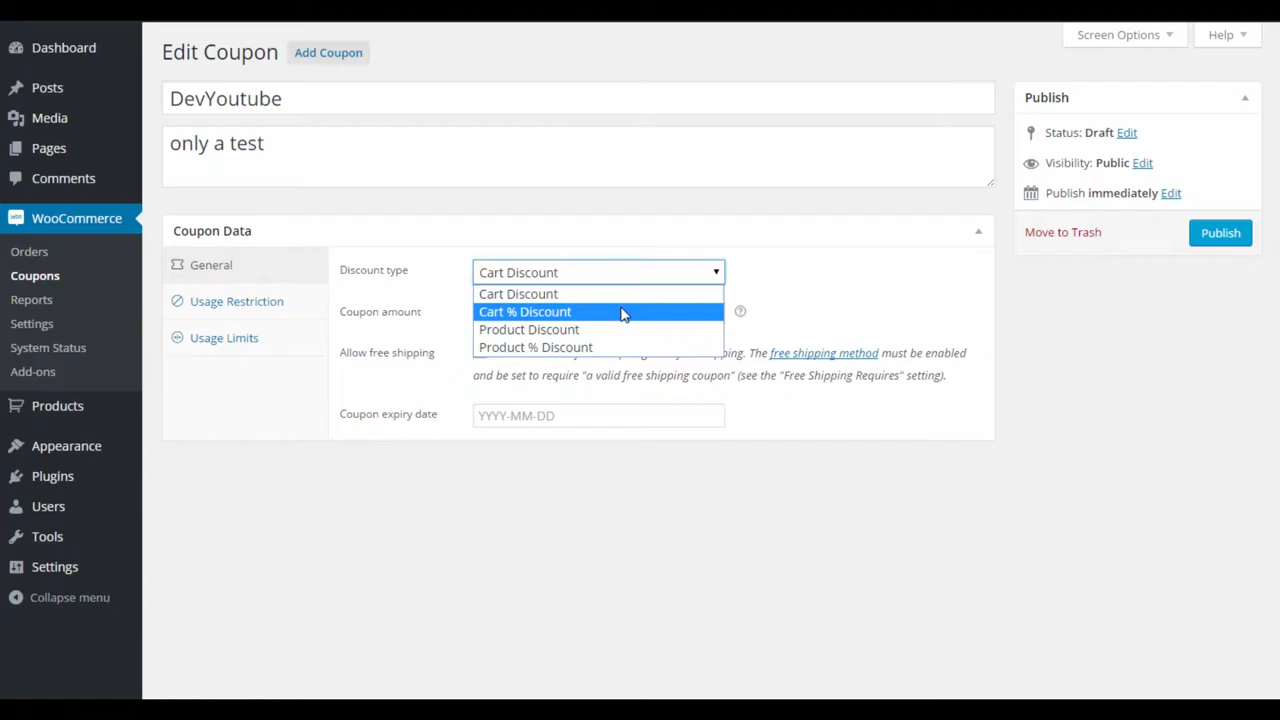 Dashboard
Posts
Media
Pages
Comments
WooCommerce
Orders
Coupons
Reports
Settings
System Status
Add-ons
Products
Appearance
Plugins
Users
Tools
Settings
Collapse menu
Screen Options
Help
Edit Coupon
Add Coupon
DevYoutube
only a test
Coupon Data
General
Usage Restriction
Usage Limits
Discount type
Cart Discount
Cart Discount
Cart % Discount
Product Discount
Product % Discount
Coupon amount
Allow free shipping
The free shipping method must be enabled
and be set to require "a valid free shipping coupon" (see the "Free Shipping Requires" setting).
Coupon expiry date
YYYY-MM-DD
Publish
Status: Draft Edit
Visibility: Public Edit
Publish immediately Edit
Move to Trash
Publish